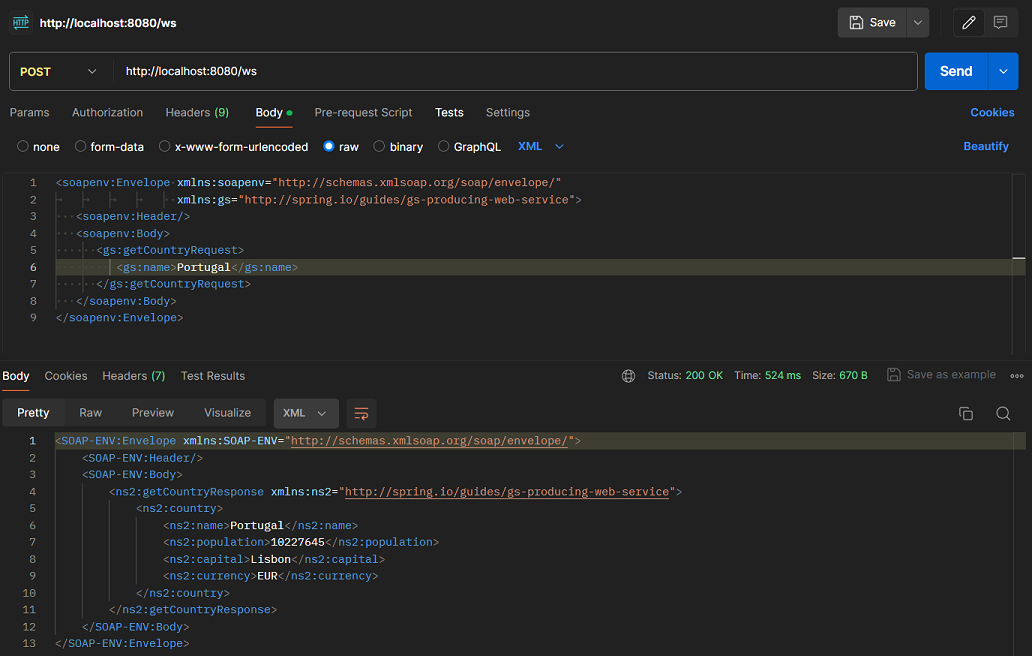 HTTP http://localhost:8080/ws Save
POST http://localhost:8080/ws Send
Params Authorization Headers (9) Body Pre-request Script Tests Settings Cookies
none form-data x-www-form-urlencoded raw binary GraphQL XML Beautify
1 <soapenv:Envelope xmlns:soapenv="http://schemas.xmlsoap.org/soap/envelope/"
2 xmlns:gs="http://spring.io/guides/gs-producing-web-service">
3 <soapenv:Header/>
4 <soapenv:Body>
5 <gs:getCountryRequest>
6 <gs:name>Portugal</gs:name>
7 </gs:getCountryRequest>
8 </soapenv:Body>
9 </soapenv:Envelope>
Body Cookies Headers (7) Test Results Status: 200 OK Time: 524 ms Size: 670 B Save as example
Pretty Raw Preview Visualize XML
1 <SOAP-ENV:Envelope xmlns:SOAP-ENV="http://schemas.xmlsoap.org/soap/envelope/">
2 <SOAP-ENV:Header/>
3 <SOAP-ENV:Body>
4 <ns2:getCountryResponse xmlns:ns2="http://spring.io/guides/gs-producing-web-service">
5 <ns2:country>
6 <ns2:name>Portugal</ns2:name>
7 <ns2:population>10227645</ns2:population>
8 <ns2:capital>Lisbon</ns2:capital>
9 <ns2:currency>EUR</ns2:currency>
10 </ns2:country>
11 </ns2:getCountryResponse>
12 </SOAP-ENV:Body>
13 </SOAP-ENV:Envelope>